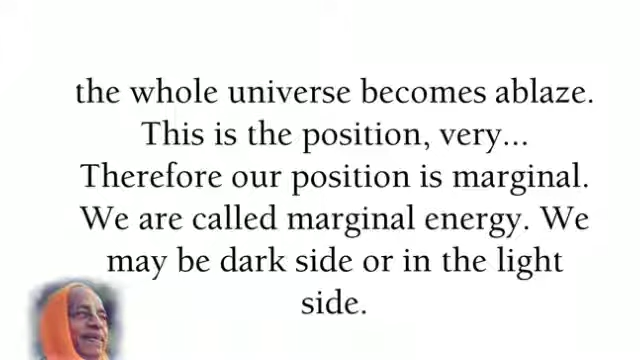 the whole universe becomes ablaze.
This is the position, very...
Therefore our position is marginal.
We are called marginal energy. We
may be dark side or in the light
side.